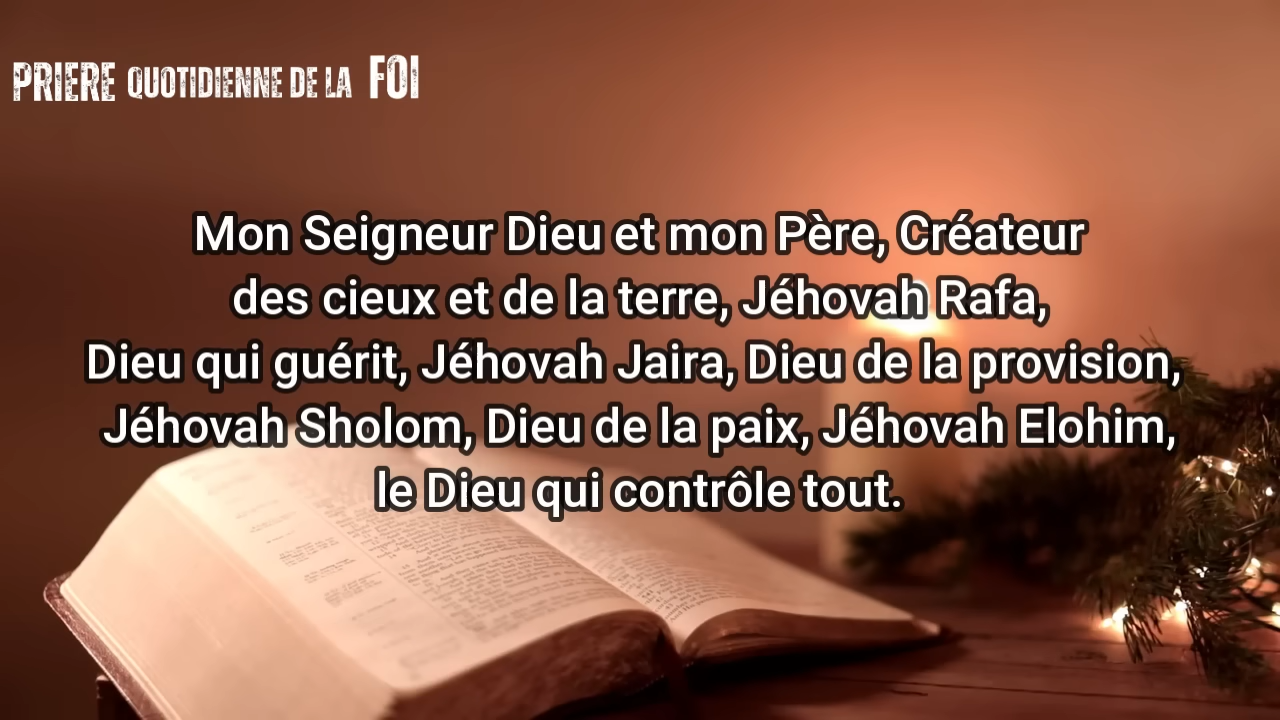 PRIERE QUOTIDIENNE DE LA FOI
Mon Seigneur Dieu et mon Père, Créateur
des cieux et de la terre, Jéhovah Rafa,
Dieu qui guérit, Jéhovah Jaira, Dieu de la provision,
Jéhovah Sholom, Dieu de la paix, Jéhovah Elohim,
le Dieu qui contrôle tout.